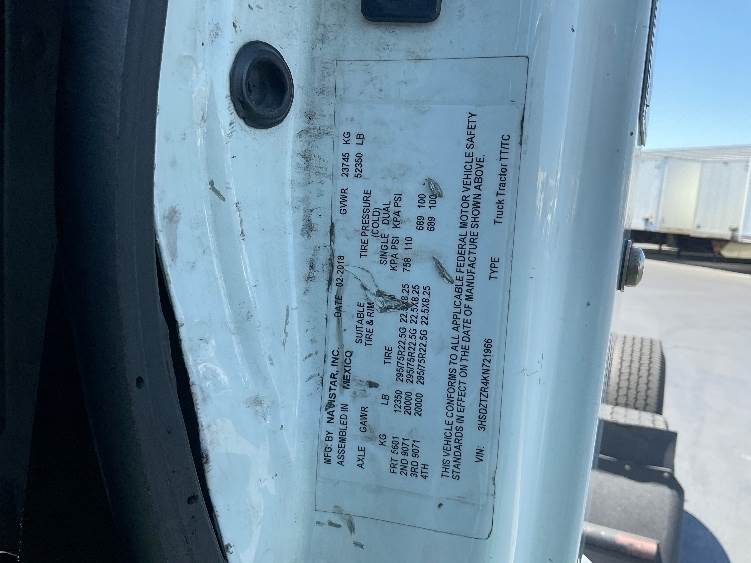 MFG. BY NAVISTAR, INC. DATE 02-2018 GVWR 23745 KG
ASSEMBLED IN MEXICO 52350 LB
AXLE GAWR SUITABLE TIRE & RIM TIRE PRESSURE (COLD)
SINGLE DUAL
KG LB TIRE KPA PSI KPA PSI
FRT 5601 12350 295/75R22.5G 22.5X8.25 758 110
2ND 9071 20000 295/75R22.5G 22.5X8.25 689 100
3RD 9071 20000 295/75R22.5G 22.5X8.25 689 100
4TH
THIS VEHICLE CONFORMS TO ALL APPLICABLE FEDERAL MOTOR VEHICLE SAFETY
STANDARDS IN EFFECT ON THE DATE OF MANUFACTURE SHOWN ABOVE.
VIN: 3HSDZTZR4KN721966 TYPE Truck Tractor TT/TC